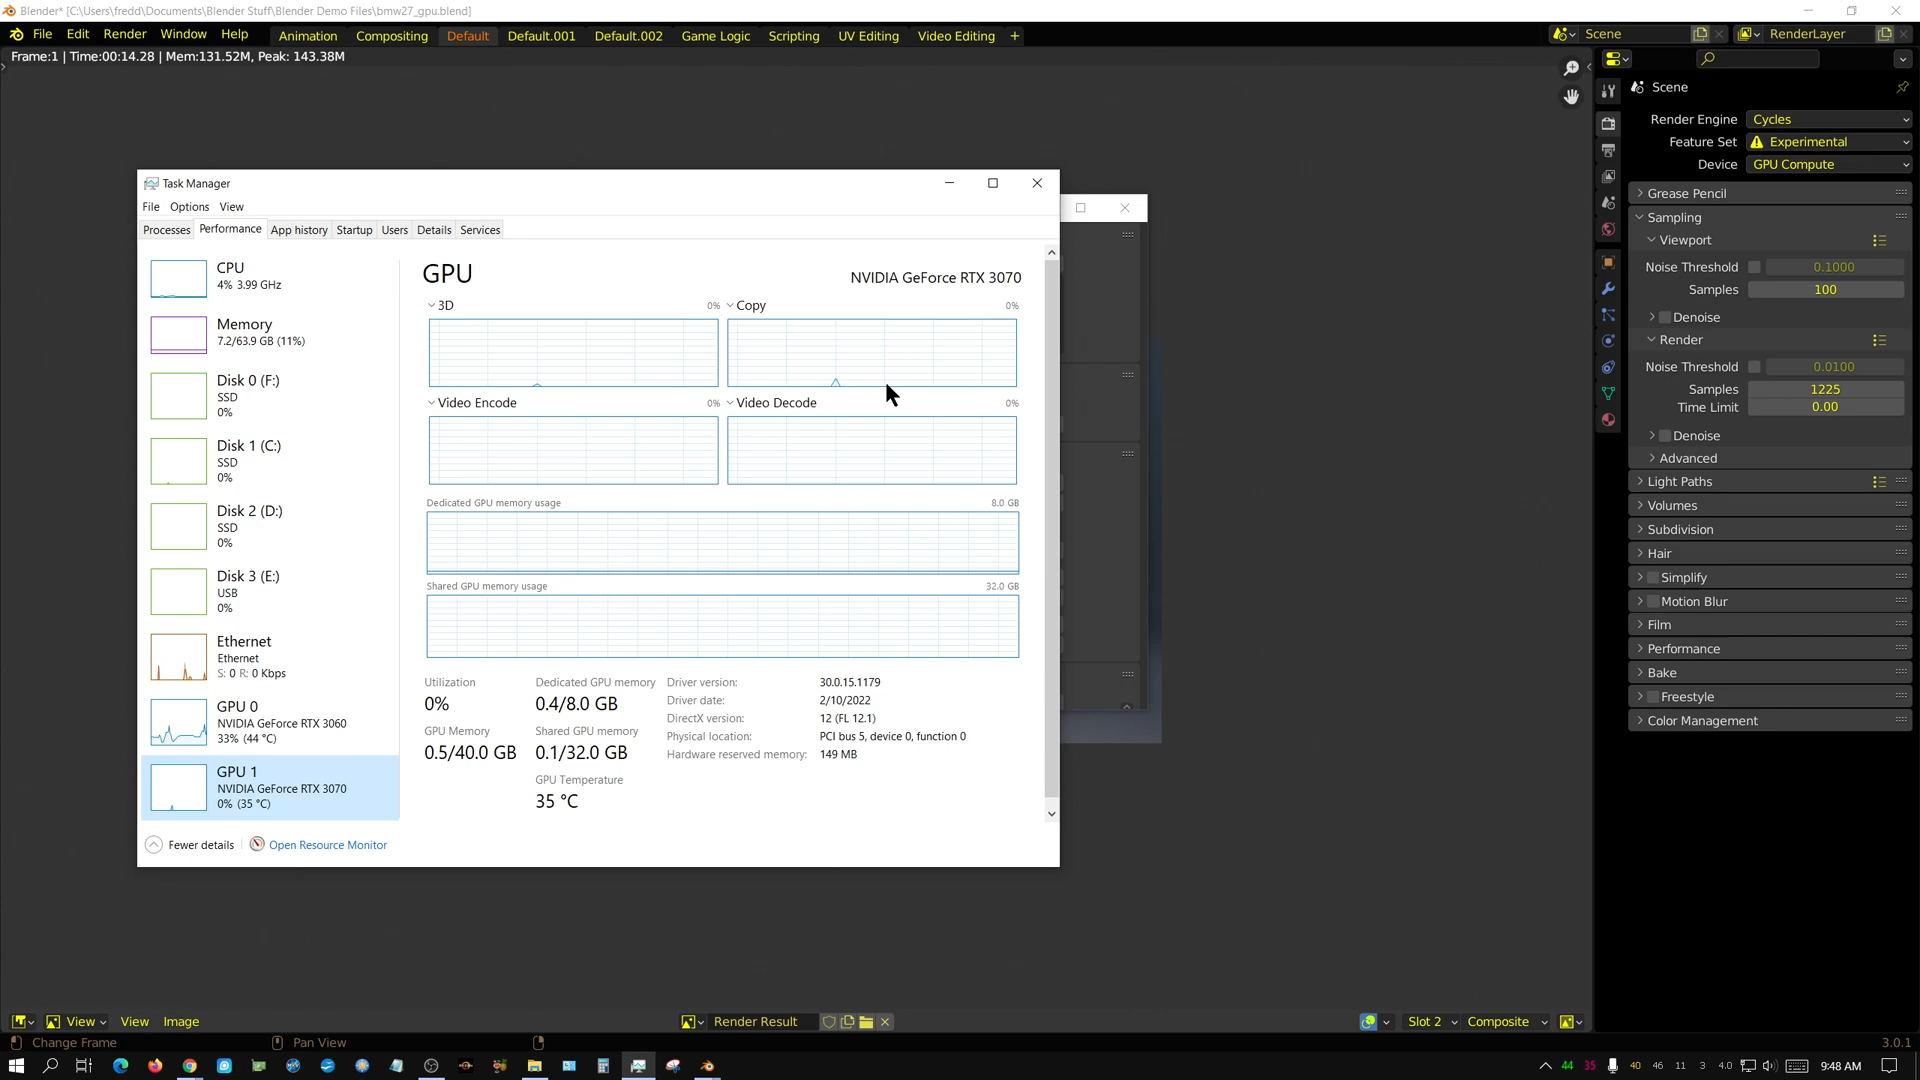 Blender* [C:\Users\fredd\Documents\Blender Stuff\Blender Demo Files\bmw27_gpu.blend]
File Edit Render Window Help Animation Compositing Default Default.001 Default.002 Game Logic Scripting UV Editing Video Editing + Scene RenderLayer
Frame:1 | Time:00:14.28 | Mem:131.52M, Peak: 143.38M
Scene
Render Engine Cycles
Feature Set Experimental
Device GPU Compute
Grease Pencil
Sampling
Viewport
Noise Threshold 0.1000
Samples 100
Denoise
Render
Noise Threshold 0.0100
Samples 1225
Time Limit 0.00
Denoise
Advanced
Light Paths
Volumes
Subdivision
Hair
Simplify
Motion Blur
Film
Performance
Bake
Freestyle
Color Management
Task Manager
File Options View
Processes Performance App history Startup Users Details Services
CPU
4% 3.99 GHz
Memory
7.2/63.9 GB (11%)
Disk 0 (F:)
SSD
0%
Disk 1 (C:)
SSD
0%
Disk 2 (D:)
SSD
0%
Disk 3 (E:)
USB
0%
Ethernet
Ethernet
S: 0 R: 0 Kbps
GPU 0
NVIDIA GeForce RTX 3060
33% (44 °C)
GPU 1
NVIDIA GeForce RTX 3070
0% (35 °C)
GPU NVIDIA GeForce RTX 3070
3D 0% Copy 0%
Video Encode 0% Video Decode 0%
Dedicated GPU memory usage 8.0 GB
Shared GPU memory usage 32.0 GB
Utilization
0%
GPU Memory
0.5/40.0 GB
Dedicated GPU memory
0.4/8.0 GB
Shared GPU memory
0.1/32.0 GB
GPU Temperature
35 °C
Driver version: 30.0.15.1179
Driver date: 2/10/2022
DirectX version: 12 (FL 12.1)
Physical location: PCI bus 5, device 0, function 0
Hardware reserved memory: 149 MB
Fewer details Open Resource Monitor
View View Image Render Result Slot 2 Composite
Change Frame Pan View 3.0.1
44 35 40 46 11 3 4.0 9:48 AM